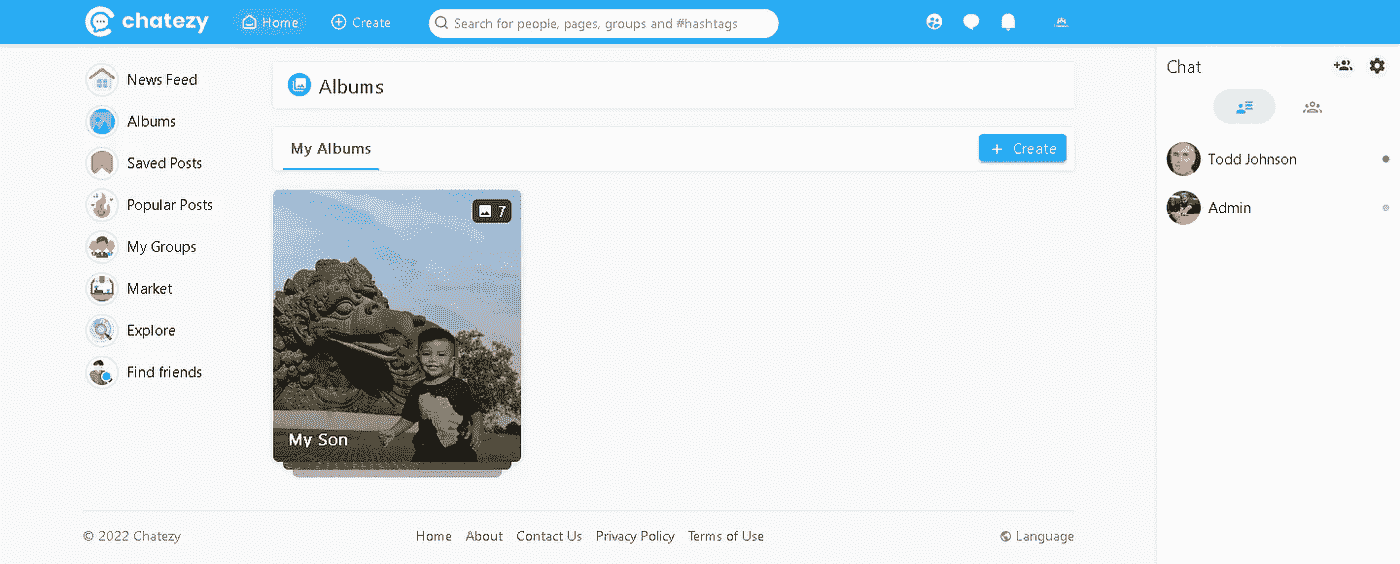 chatezy
Home
Create
Search for people, pages, groups and #hashtags
News Feed
Albums
Saved Posts
Popular Posts
My Groups
Market
Explore
Find friends
Albums
My Albums
+ Create
7
My Son
Chat
Todd Johnson
Admin
© 2022 Chatezy
Home About Contact Us Privacy Policy Terms of Use
Language